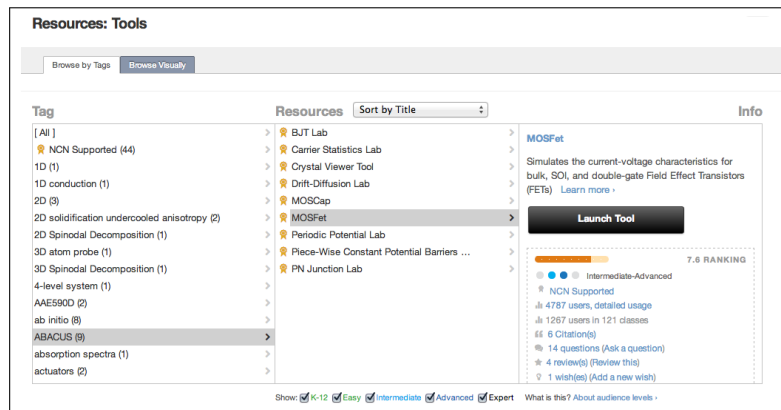 Resources: Tools
Browse by Tags
Browse Visually
Tag
[ All ]
NCN Supported (44)
1D (1)
1D conduction (1)
2D (3)
2D solidification undercooled anisotropy (2)
2D Spinodal Decomposition (1)
3D atom probe (1)
3D Spinodal Decomposition (1)
4-level system (1)
AAE590D (2)
ab initio (8)
ABACUS (9)
absorption spectra (1)
actuators (2)
Resources
Sort by Title
BJT Lab
Carrier Statistics Lab
Crystal Viewer Tool
Drift-Diffusion Lab
MOSCap
MOSFet
Periodic Potential Lab
Piece-Wise Constant Potential Barriers ...
PN Junction Lab
Info
MOSFet
Simulates the current-voltage characteristics for
bulk, SOI, and double-gate Field Effect Transistors
(FETs) Learn more ›
Launch Tool
7.6 RANKING
Intermediate-Advanced
NCN Supported
4787 users, detailed usage
1267 users in 121 classes
6 Citation(s)
14 questions (Ask a question)
4 review(s) (Review this)
1 wish(es) (Add a new wish)
Show: K-12 Easy Intermediate Advanced Expert What is this? About audience levels ›